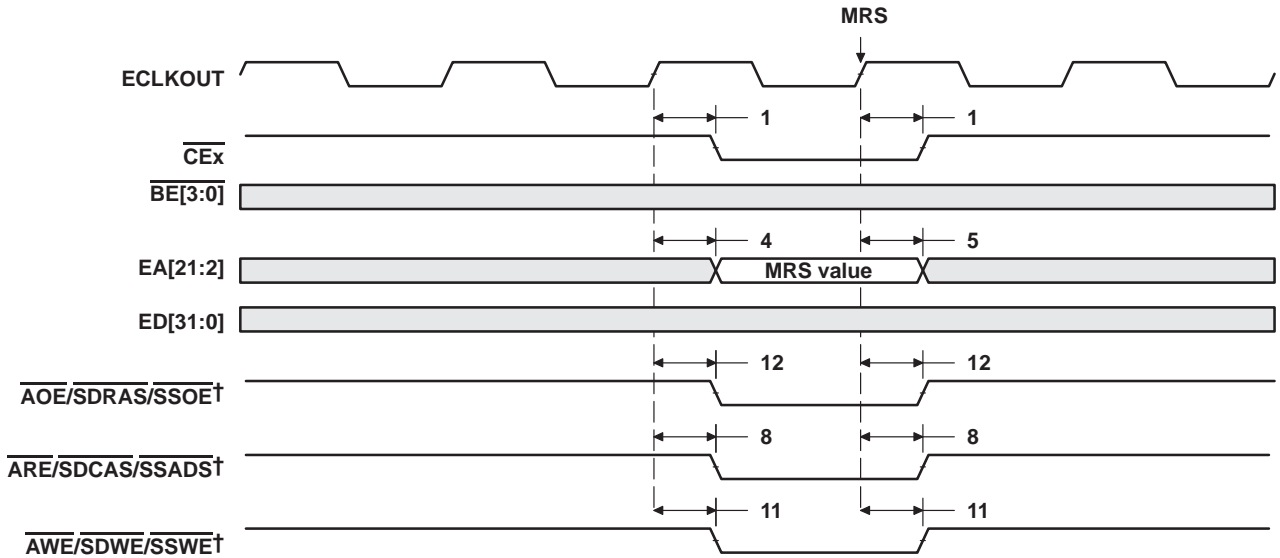 MRS
ECLKOUT
1 1
CEx
BE[3:0]
4 5
EA[21:2] MRS value
ED[31:0]
12 12
AOE/SDRAS/SSOE†
8 8
ARE/SDCAS/SSADS†
11 11
AWE/SDWE/SSWE†